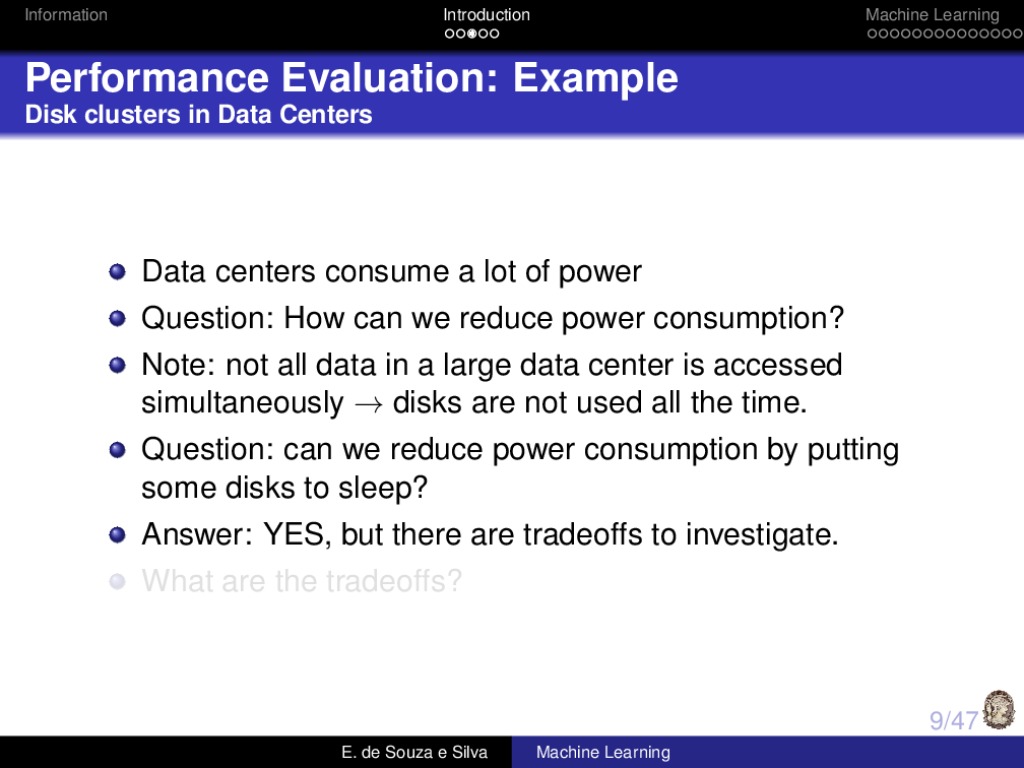 Information
Introduction
Machine Learning
Performance Evaluation: Example
Disk clusters in Data Centers
Data centers consume a lot of power
Question: How can we reduce power consumption?
Note: not all data in a large data center is accessed
simultaneously → disks are not used all the time.
Question: can we reduce power consumption by putting
some disks to sleep?
Answer: YES, but there are tradeoffs to investigate.
What are the tradeoffs?
9/47
E. de Souza e Silva
Machine Learning